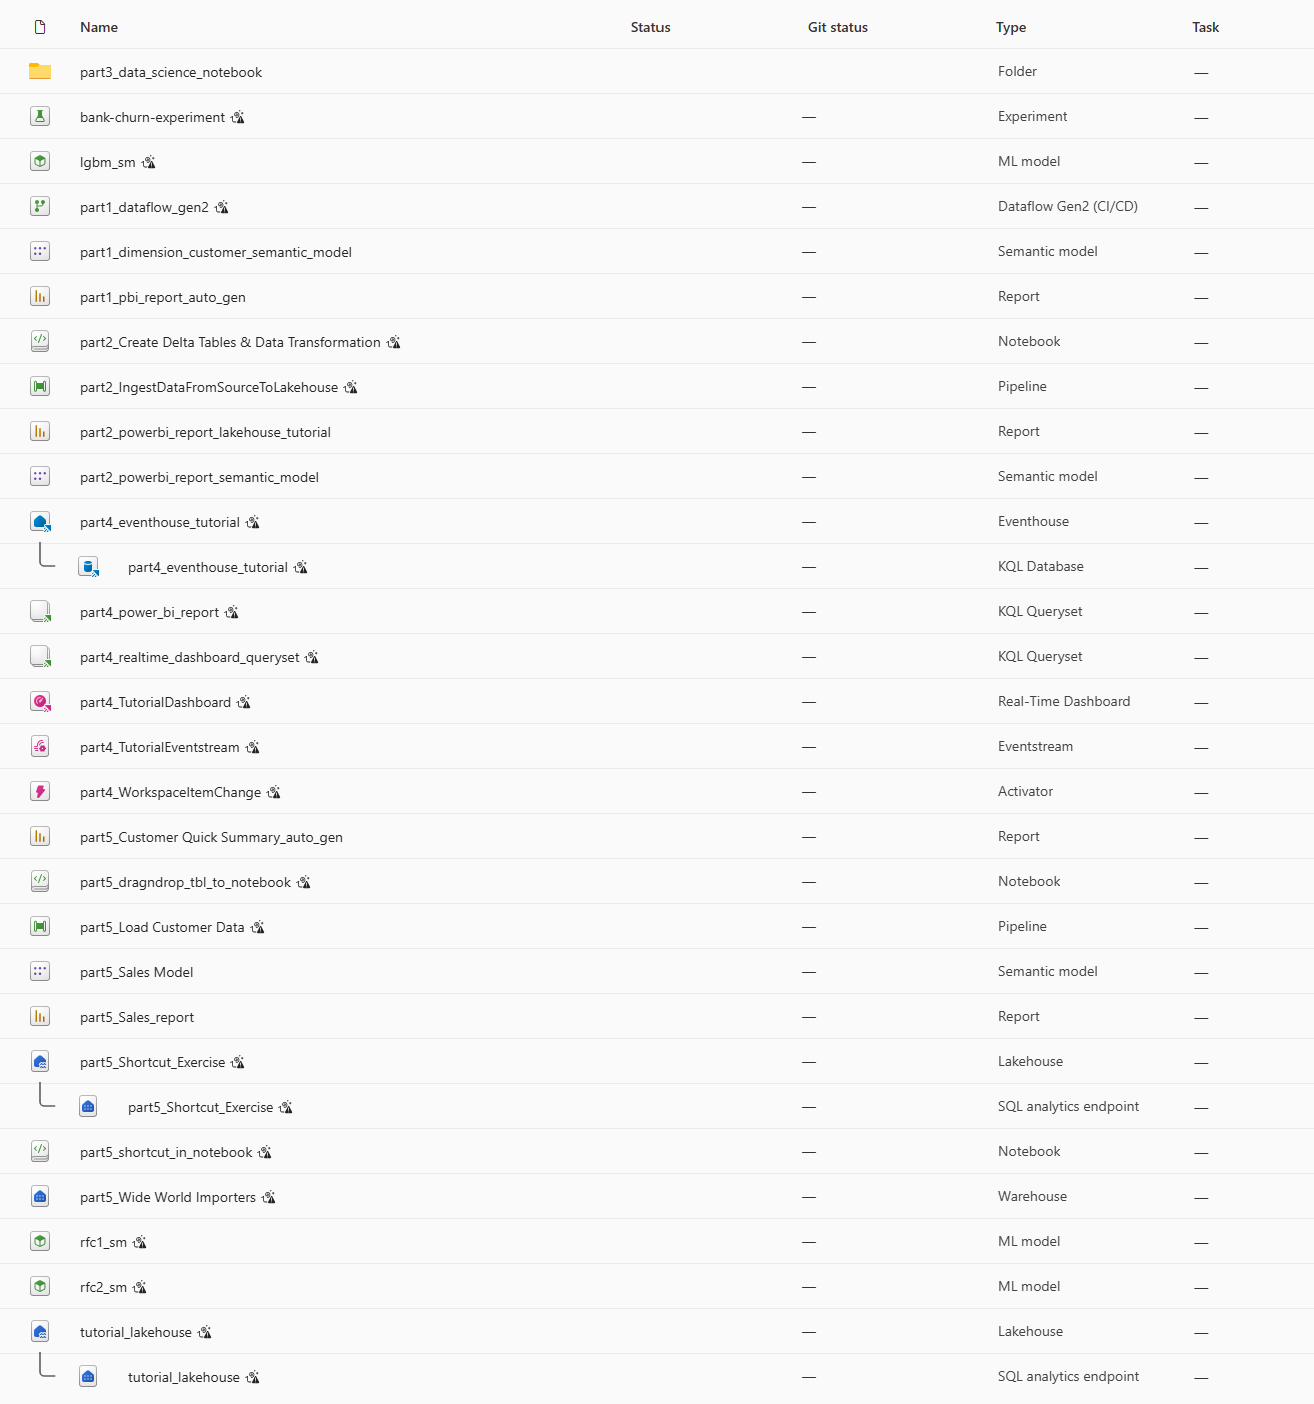 Name Status Git status Type Task
part3_data_science_notebook Folder —
bank-churn-experiment — Experiment —
lgbm_sm — ML model —
part1_dataflow_gen2 — Dataflow Gen2 (CI/CD) —
part1_dimension_customer_semantic_model — Semantic model —
part1_pbi_report_auto_gen — Report —
part2_Create Delta Tables & Data Transformation — Notebook —
part2_IngestDataFromSourceToLakehouse — Pipeline —
part2_powerbi_report_lakehouse_tutorial — Report —
part2_powerbi_report_semantic_model — Semantic model —
part4_eventhouse_tutorial — Eventhouse —
part4_eventhouse_tutorial — KQL Database —
part4_power_bi_report — KQL Queryset —
part4_realtime_dashboard_queryset — KQL Queryset —
part4_TutorialDashboard — Real-Time Dashboard —
part4_TutorialEventstream — Eventstream —
part4_WorkspaceItemChange — Activator —
part5_Customer Quick Summary_auto_gen — Report —
part5_dragndrop_tbl_to_notebook — Notebook —
part5_Load Customer Data — Pipeline —
part5_Sales Model — Semantic model —
part5_Sales_report — Report —
part5_Shortcut_Exercise — Lakehouse —
part5_Shortcut_Exercise — SQL analytics endpoint —
part5_shortcut_in_notebook — Notebook —
part5_Wide World Importers — Warehouse —
rfc1_sm — ML model —
rfc2_sm — ML model —
tutorial_lakehouse — Lakehouse —
tutorial_lakehouse — SQL analytics endpoint —